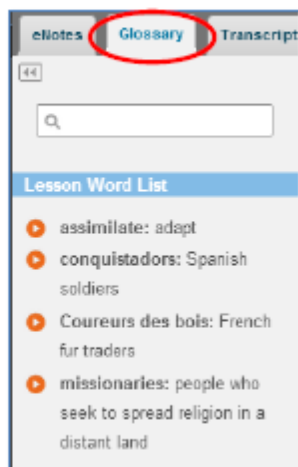 eNotes Glossary Transcript
Lesson Word List
assimilate: adapt
conquistadors: Spanish
soldiers
Coureurs des bois: French
fur traders
missionaries: people who
seek to spread religion in a
distant land